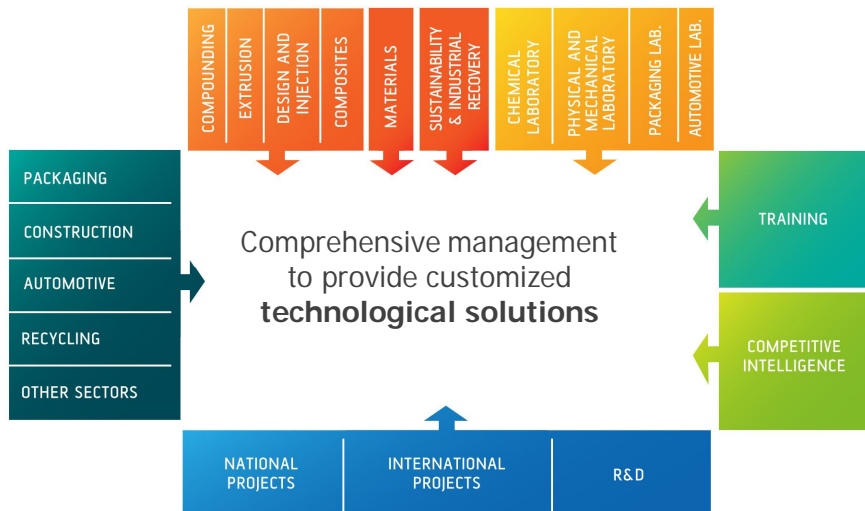 COMPOUNDING
EXTRUSION
DESIGN AND
INJECTION
COMPOSITES
MATERIALS
SUSTAINABILITY
& INDUSTRIAL
RECOVERY
CHEMICAL
LABORATORY
PHYSICAL AND
MECHANICAL
LABORATORY
PACKAGING LAB.
AUTOMOTIVE LAB.
PACKAGING
CONSTRUCTION
AUTOMOTIVE
RECYCLING
OTHER SECTORS
Comprehensive management
to provide customized
technological solutions
TRAINING
COMPETITIVE
INTELLIGENCE
NATIONAL
PROJECTS
INTERNATIONAL
PROJECTS
R&D